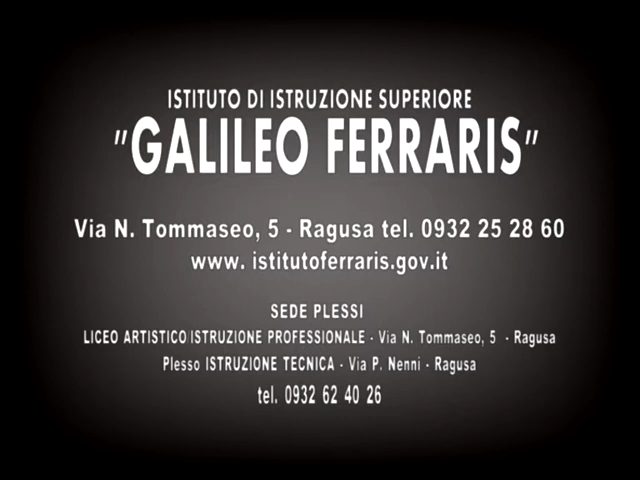 ISTITUTO DI ISTRUZIONE SUPERIORE
"GALILEO FERRARIS"
Via N. Tommaseo, 5 - Ragusa tel. 0932 25 28 60
www. istitutoferraris.gov.it
SEDE PLESSI
LICEO ARTISTICO/ISTRUZIONE PROFESSIONALE - Via N. Tommaseo, 5 - Ragusa
Plesso ISTRUZIONE TECNICA - Via P. Nenni - Ragusa
tel. 0932 62 40 26